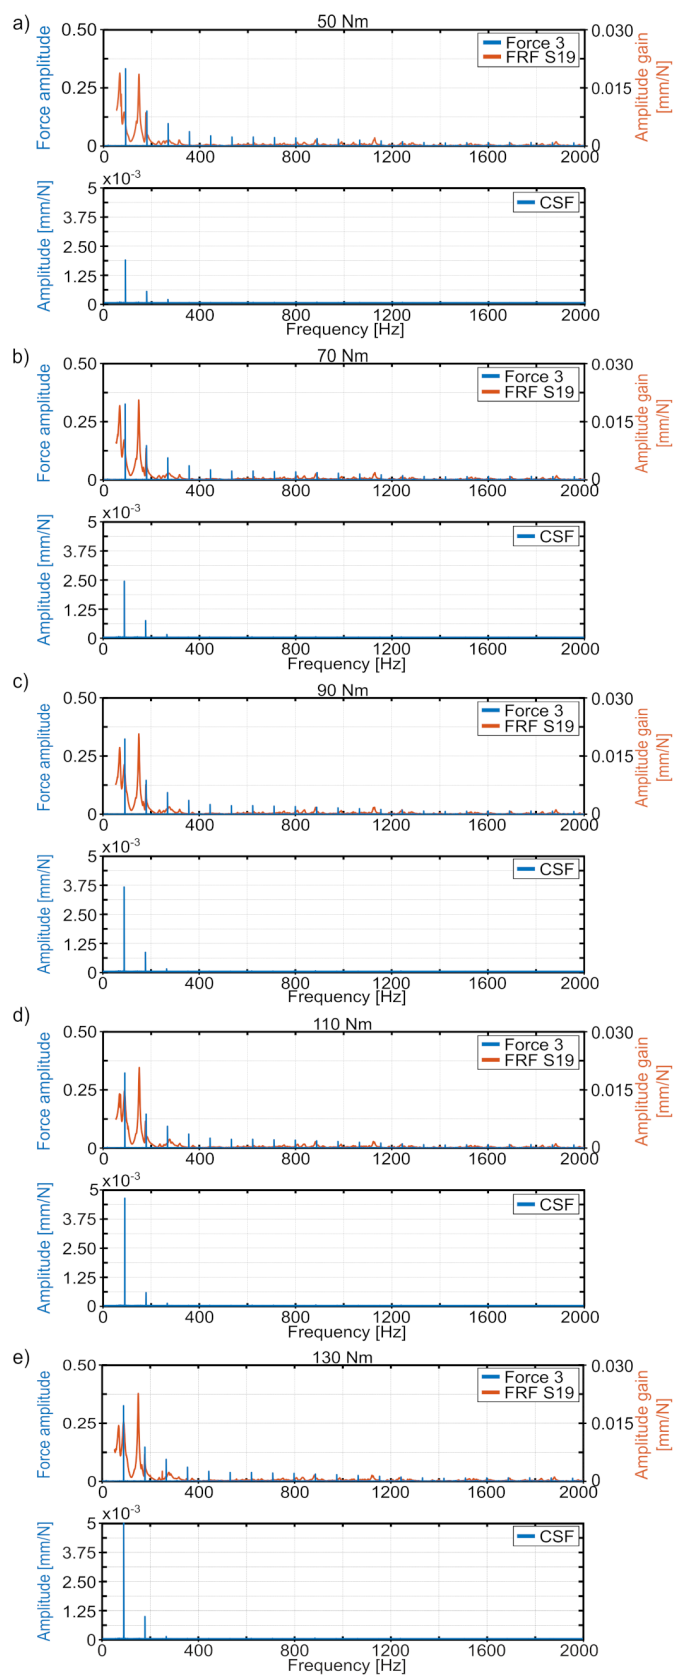 a)
50 Nm
Force amplitude
0.50
0.25
0
0.030
0.015
0
Amplitude gain
[mm/N]
Force 3
FRF S19
0 400 800 1200 1600 2000
Amplitude [mm/N]
×10⁻³
5
3.75
2.50
1.25
0
CSF
0 400 800 1200 1600 2000
Frequency [Hz]
b)
70 Nm
Force amplitude
0.50
0.25
0
0.030
0.015
0
Amplitude gain
[mm/N]
Force 3
FRF S19
0 400 800 1200 1600 2000
Amplitude [mm/N]
×10⁻³
5
3.75
2.50
1.25
0
CSF
0 400 800 1200 1600 2000
Frequency [Hz]
c)
90 Nm
Force amplitude
0.50
0.25
0
0.030
0.015
0
Amplitude gain
[mm/N]
Force 3
FRF S19
0 400 800 1200 1600 2000
Amplitude [mm/N]
×10⁻³
5
3.75
2.50
1.25
0
CSF
0 400 800 1200 1600 2000
Frequency [Hz]
d)
110 Nm
Force amplitude
0.50
0.25
0
0.030
0.015
0
Amplitude gain
[mm/N]
Force 3
FRF S19
0 400 800 1200 1600 2000
Amplitude [mm/N]
×10⁻³
5
3.75
2.50
1.25
0
CSF
0 400 800 1200 1600 2000
Frequency [Hz]
e)
130 Nm
Force amplitude
0.50
0.25
0
0.030
0.015
0
Amplitude gain
[mm/N]
Force 3
FRF S19
0 400 800 1200 1600 2000
Amplitude [mm/N]
×10⁻³
5
3.75
2.50
1.25
0
CSF
0 400 800 1200 1600 2000
Frequency [Hz]